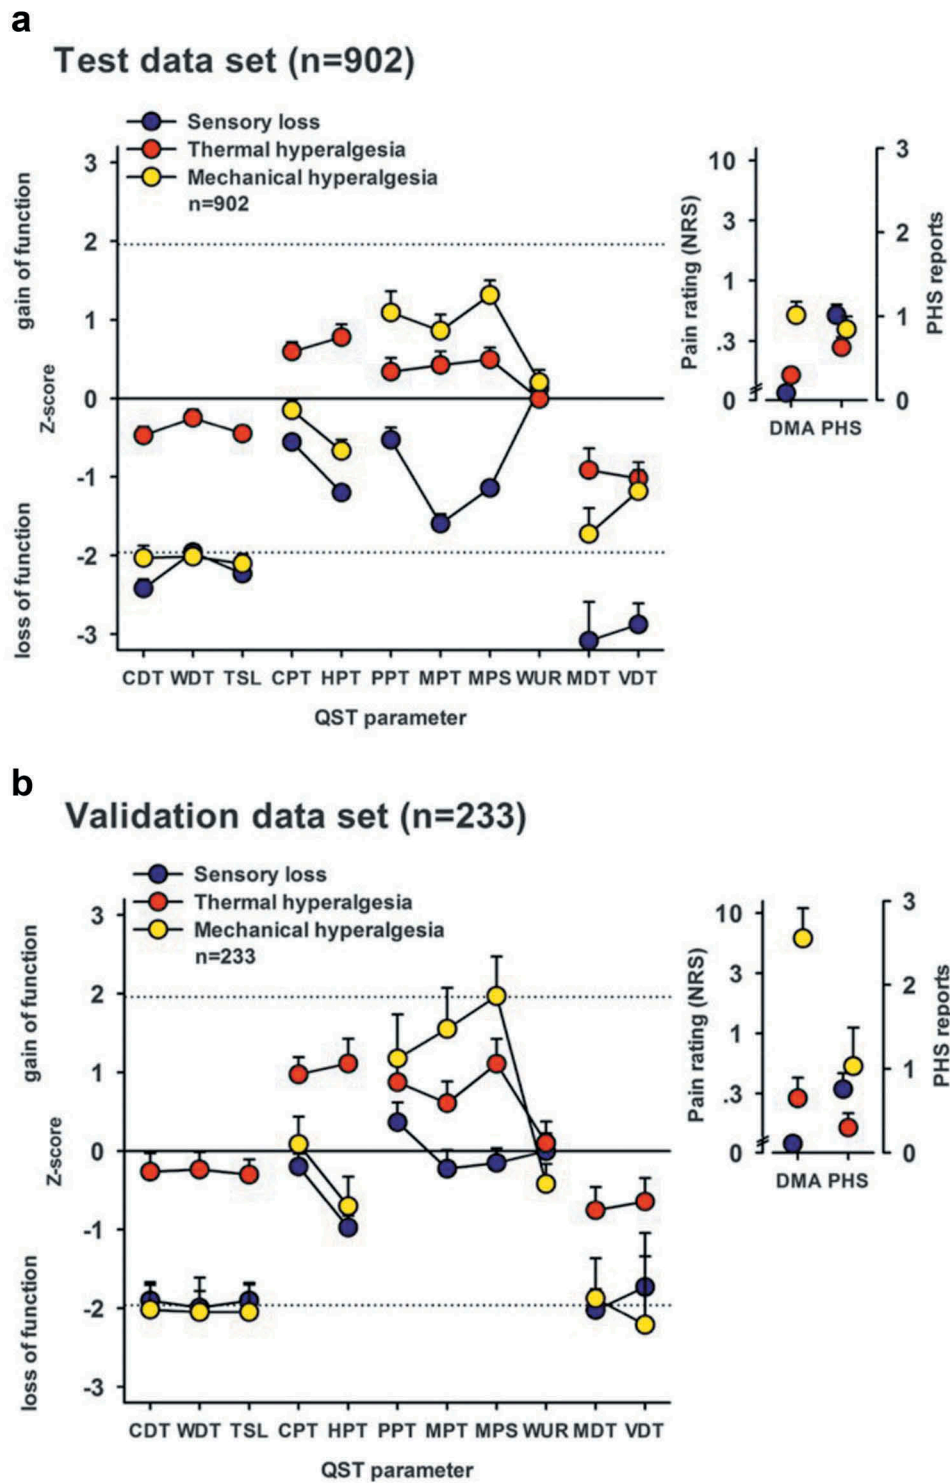 a
Test data set (n=902)
Sensory loss
Thermal hyperalgesia
Mechanical hyperalgesia
n=902
gain of function
Z-score
loss of function
3
2
1
0
-1
-2
-3
CDT WDT TSL CPT HPT PPT MPT MPS WUR MDT VDT
QST parameter
Pain rating (NRS)
10
3
1
.3
0
DMA PHS
3
2
1
0
PHS reports
b
Validation data set (n=233)
Sensory loss
Thermal hyperalgesia
Mechanical hyperalgesia
n=233
gain of function
Z-score
loss of function
3
2
1
0
-1
-2
-3
CDT WDT TSL CPT HPT PPT MPT MPS WUR MDT VDT
QST parameter
Pain rating (NRS)
10
3
1
.3
0
DMA PHS
3
2
1
0
PHS reports